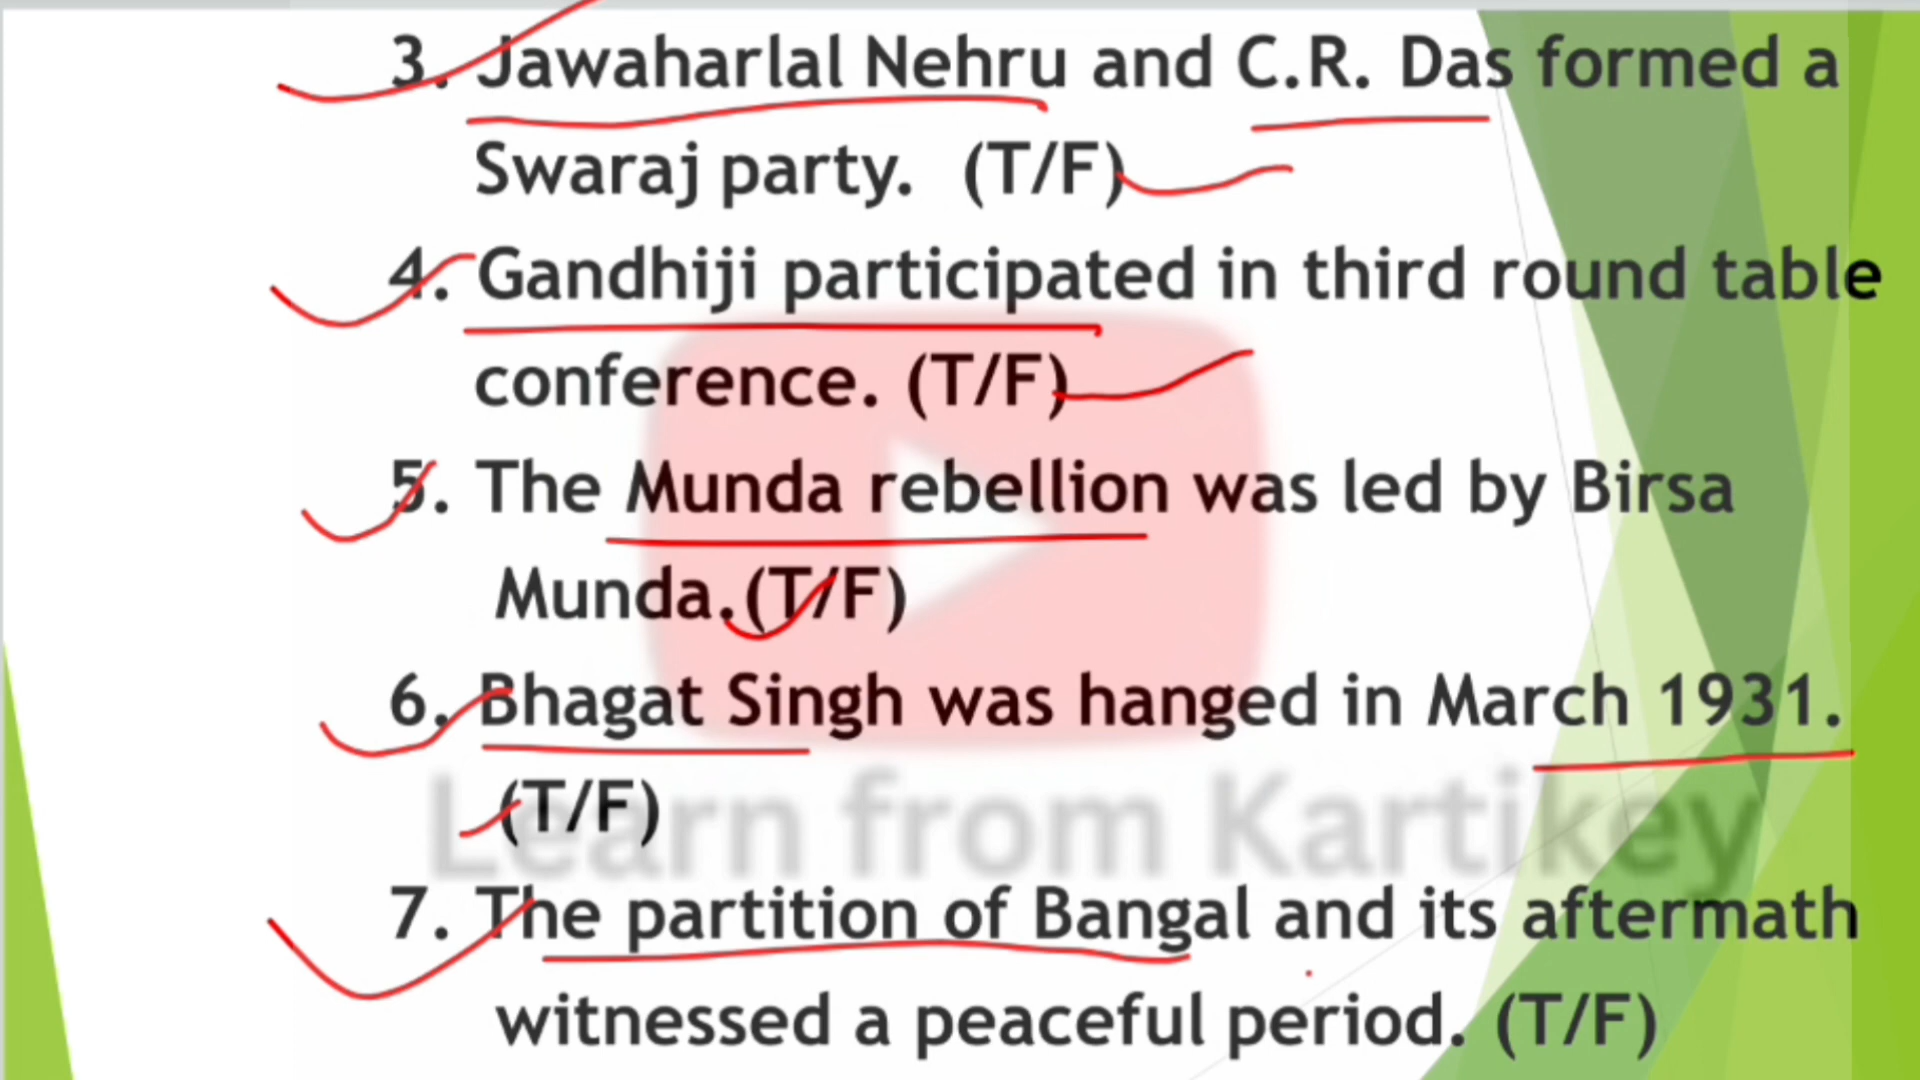 3. Jawaharlal Nehru and C.R. Das formed a
Swaraj party. (T/F)
4. Gandhiji participated in third round table
conference. (T/F)
5. The Munda rebellion was led by Birsa
Munda.(T/F)
6. Bhagat Singh was hanged in March 1931.
(T/F)
Learn from Kartikey
7. The partition of Bangal and its aftermath
witnessed a peaceful period. (T/F)